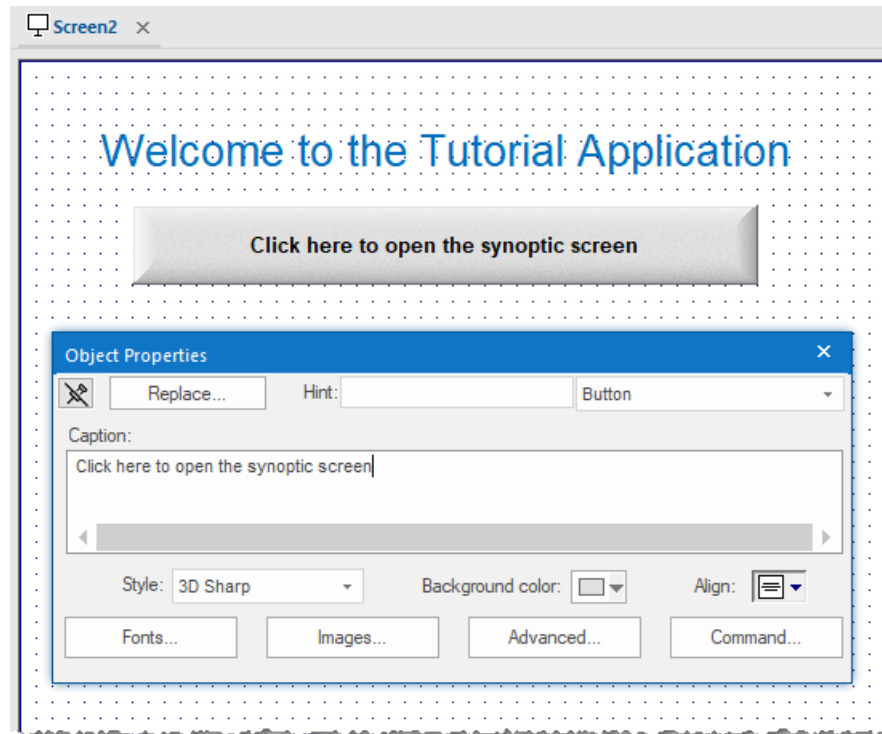 Screen2
Welcome to the Tutorial Application
Click here to open the synoptic screen
Object Properties
Replace... Hint: Button
Caption:
Click here to open the synoptic screen
Style: 3D Sharp Background color: Align:
Fonts... Images... Advanced... Command...